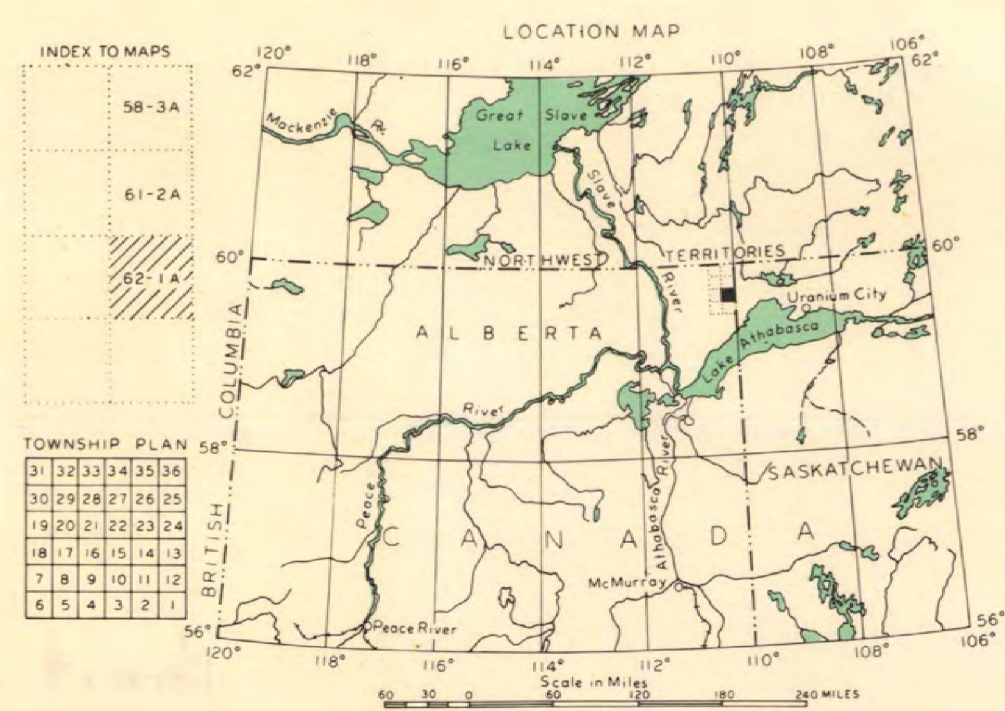 LOCATION MAP
INDEX TO MAPS
58-3A
61-2A
62-1A
TOWNSHIP PLAN
31 32 33 34 35 36
30 29 28 27 26 25
19 20 21 22 23 24
18 17 16 15 14 13
7 8 9 10 11 12
6 5 4 3 2 1
120° 118° 116° 114° 112° 110° 108° 106°
62° 62°
Mackenzie R.
Great Slave
Lake
Slave
River
60° NORTHWEST TERRITORIES 60°
Uranium City
Lake Athabasca
ALBERTA
BRITISH COLUMBIA
Peace River
58° 58°
SASKATCHEWAN
Athabasca River
CANADA
McMurray
Peace River
56° 56°
120° 118° 116° 114° 112° 110° 108° 106°
Scale in Miles
60 30 0 60 120 180 240 MILES